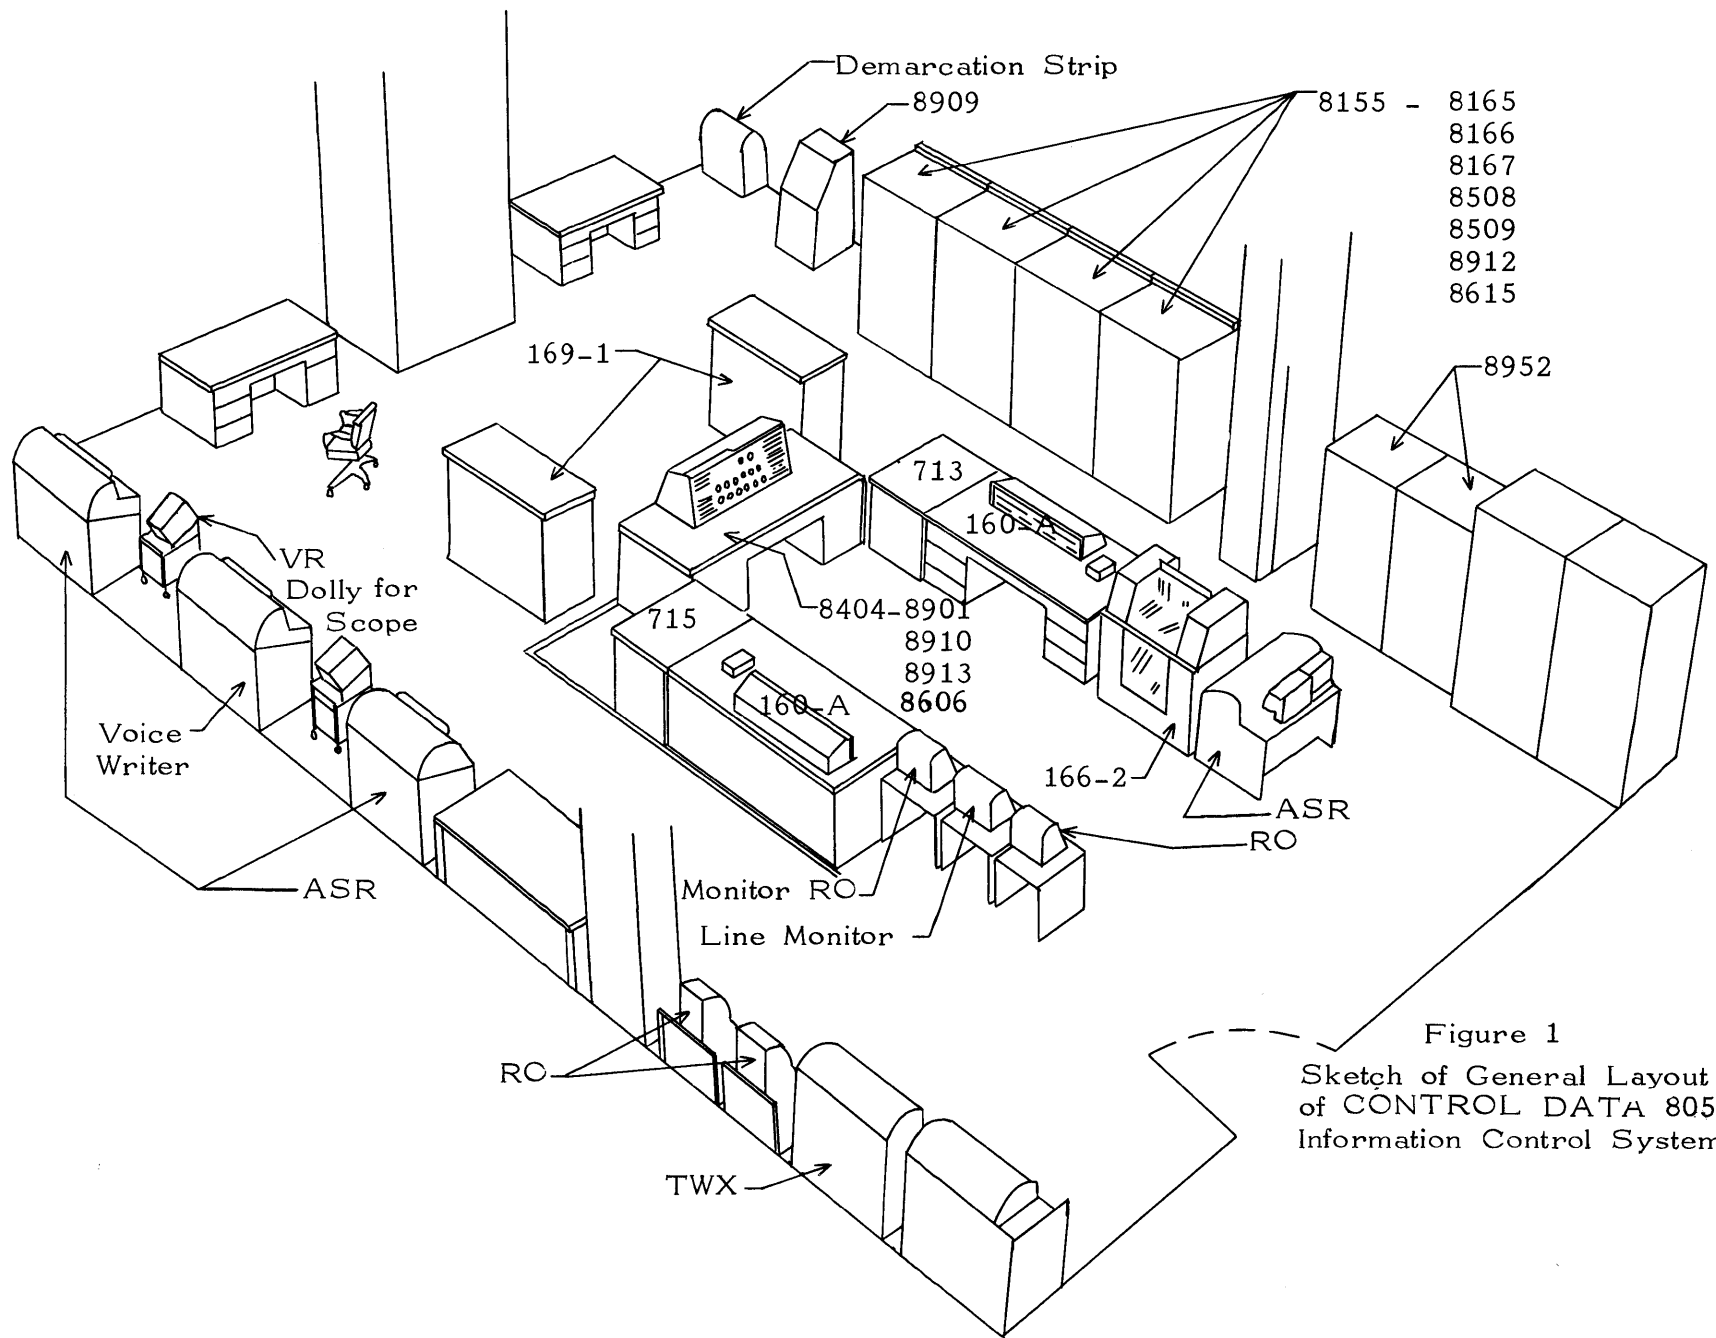 Demarcation Strip
8909
8155 - 8165
8166
8167
8508
8509
8912
8615
169-1
8952
713
160-A
VR
Dolly for
Scope
715
8404-8901
8910
8913
8606
160-A
Voice
Writer
166-2
ASR
RO
ASR
Monitor RO
Line Monitor
RO
TWX
Figure 1
Sketch of General Layout
of CONTROL DATA 805
Information Control System